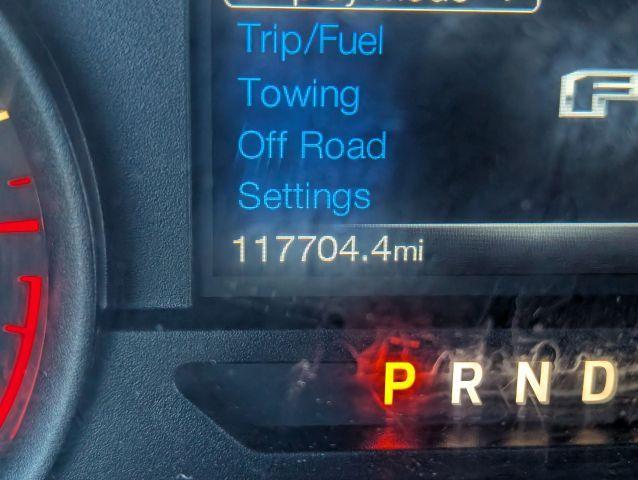 Trip/Fuel
Towing
Off Road
Settings
F
117704.4mi
P R N D